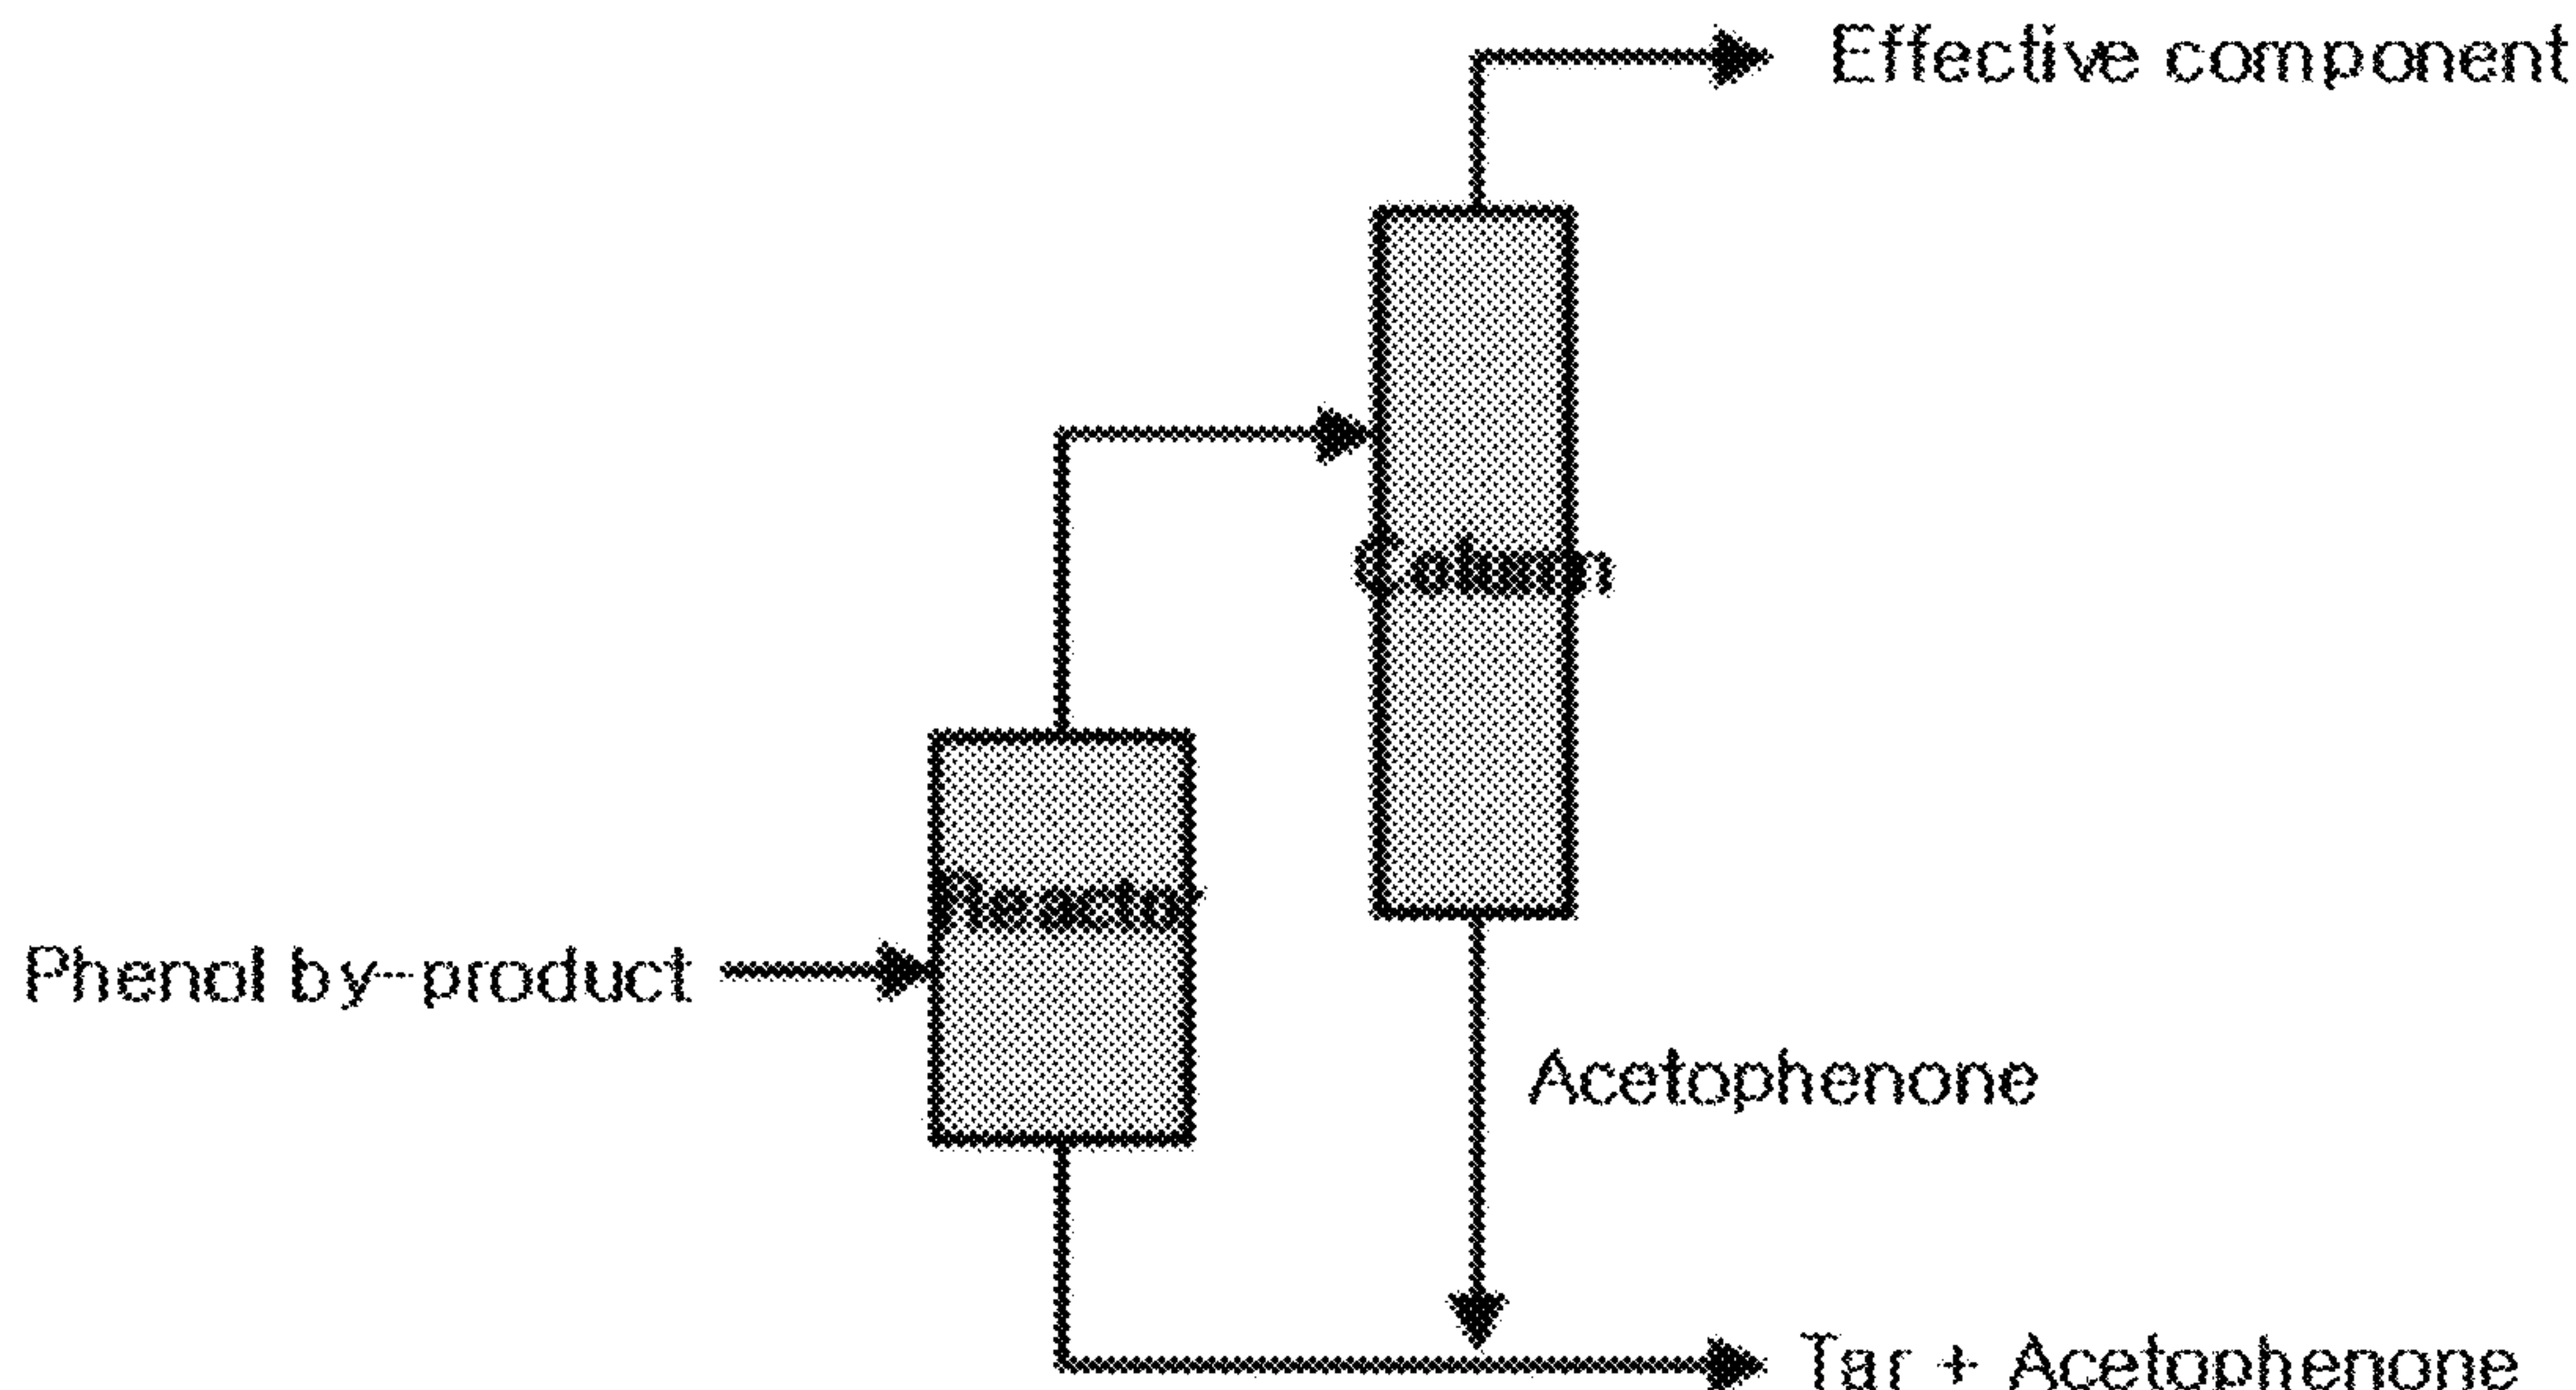 Effective component
Column
Reactor
Phenol by-product
Acetophenone
Tar + Acetophenone